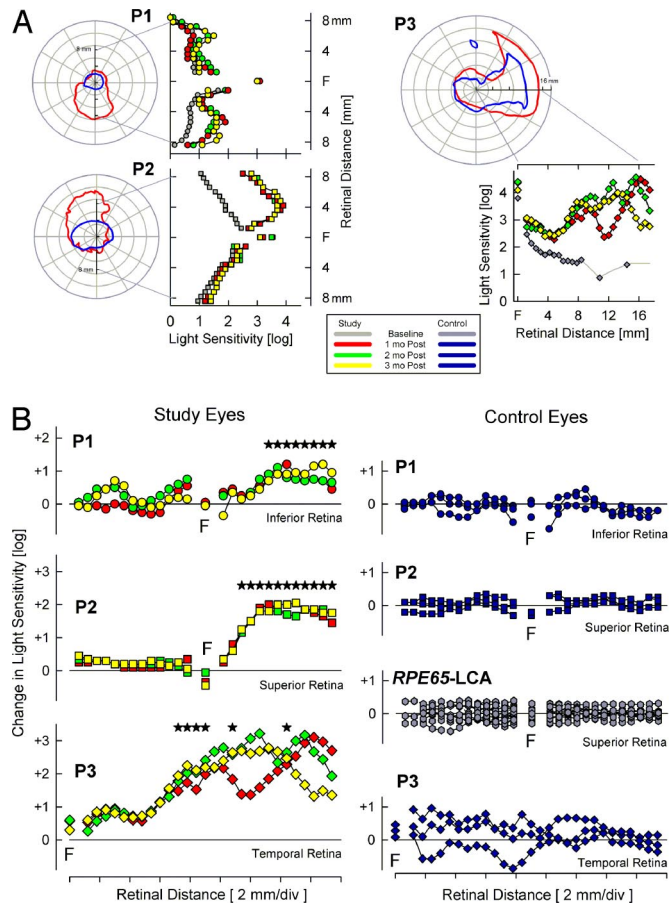 A
P1
8 mm
8 mm
4
F
4
8
0
P2
8 mm
8
4
F
4
8 mm
0 1 2 3 4
Light Sensitivity [log]
Retinal Distance [mm]
P3
16 mm
5
4
3
2
1
0
Light Sensitivity [log]
F 4 8 12 16
Retinal Distance [mm]
Study Control
Baseline
1 mo Post
2 mo Post
3 mo Post
B
Study Eyes
Control Eyes
Change in Light Sensitivity [log]
+2
P1
+1
0
F
Inferior Retina
+3
P2
+2
+1
0
F
Superior Retina
+3
P3
+2
+1
0
F
Temporal Retina
Retinal Distance [ 2 mm/div ]
P1
+1
0
F
Inferior Retina
P2
+1
0
F
Superior Retina
RPE65-LCA
+1
0
F
Superior Retina
P3
+1
0
F
Temporal Retina
Retinal Distance [ 2 mm/div ]